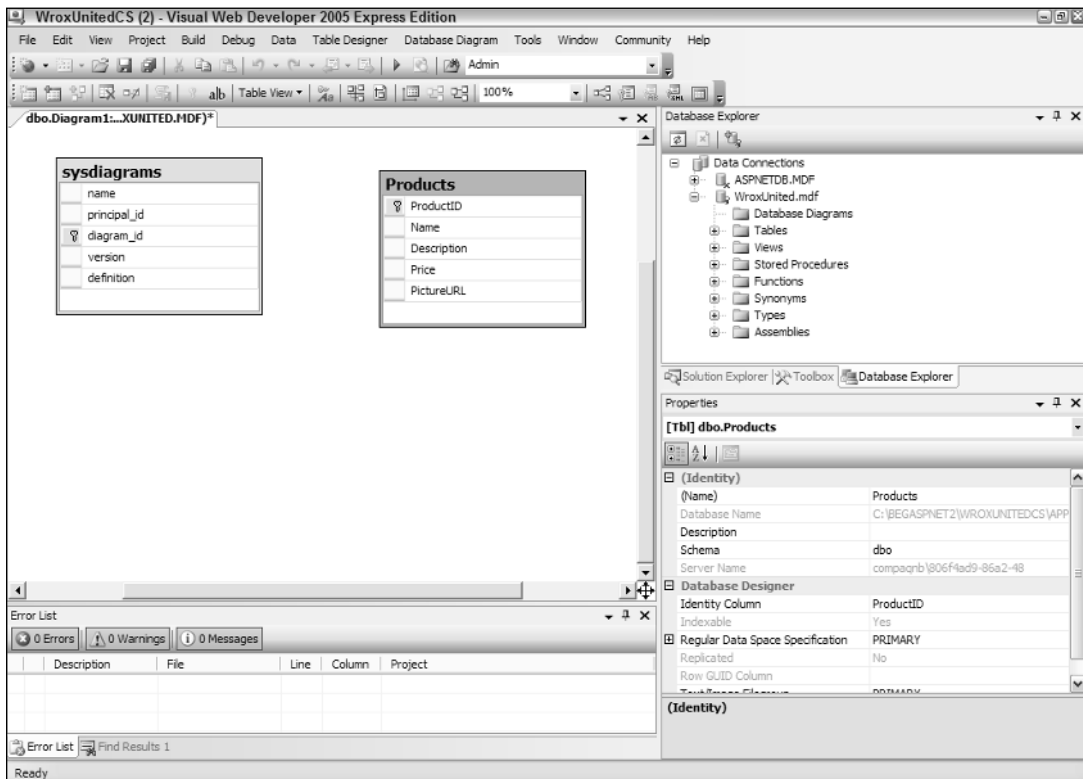 WroxUnitedCS (2) - Visual Web Developer 2005 Express Edition
File Edit View Project Build Debug Data Table Designer Database Diagram Tools Window Community Help
Admin
ab| Table View 100%
dbo.Diagram1:...XUNITED.MDF)*
sysdiagrams
name
principal_id
diagram_id
version
definition
Products
ProductID
Name
Description
Price
PictureURL
Database Explorer
Data Connections
ASPNETDB.MDF
WroxUnited.mdf
Database Diagrams
Tables
Views
Stored Procedures
Functions
Synonyms
Types
Assemblies
Solution Explorer Toolbox Database Explorer
Properties
[Tbl] dbo.Products
(Identity)
(Name) Products
Database Name C:\BEGASPNET2\WROXUNITEDCS\APP
Description
Schema dbo
Server Name compaqnb\806f4ad9-86a2-48
Database Designer
Identity Column ProductID
Indexable Yes
Regular Data Space Specification PRIMARY
Replicated No
Row GUID Column
Text/Image Filegroup PRIMARY
(Identity)
Error List
0 Errors 0 Warnings 0 Messages
Description File Line Column Project
Error List Find Results 1
Ready